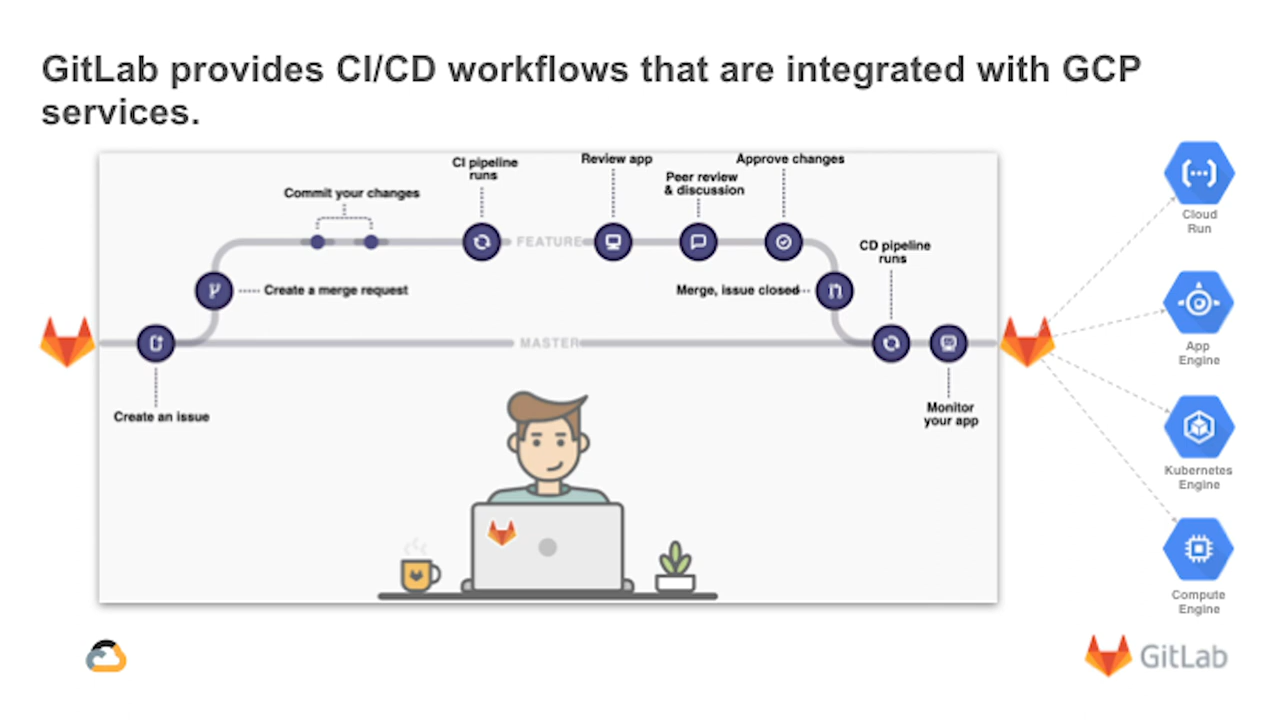 GitLab provides CI/CD workflows that are integrated with GCP
services.
CI pipeline
runs
Review app
Approve changes
Peer review
& discussion
Commit your changes
FEATURE
CD pipeline
runs
Create a merge request
Merge, issue closed
MASTER
Create an issue
Monitor
your app
Cloud
Run
App
Engine
Kubernetes
Engine
Compute
Engine
GitLab